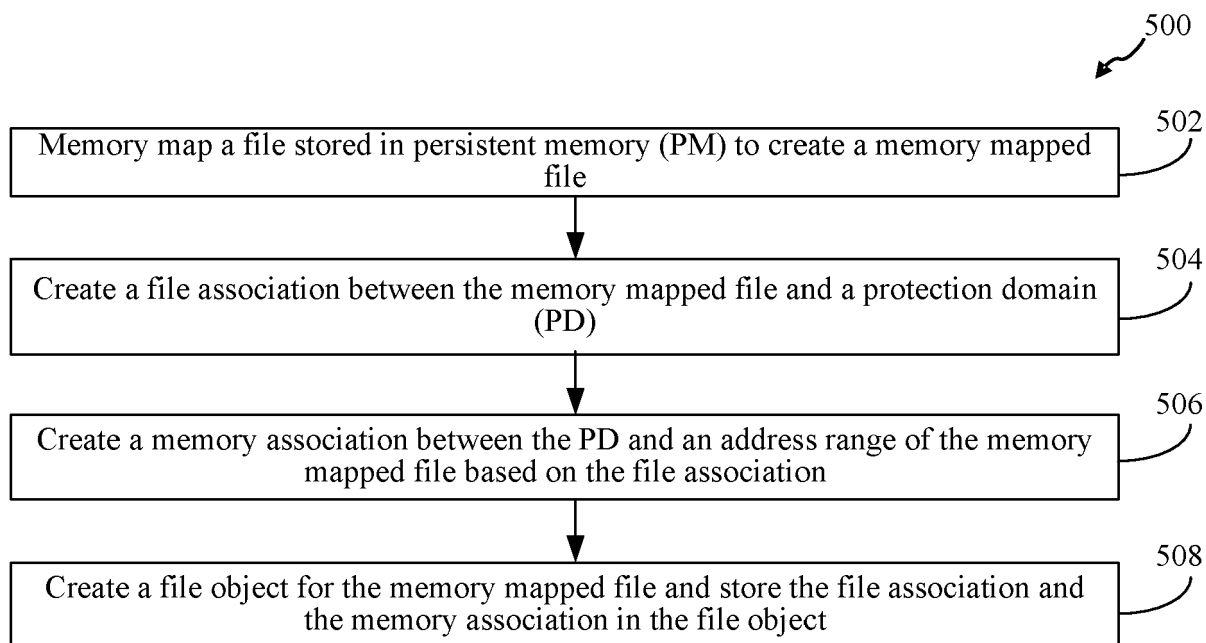 500
502
Memory map a file stored in persistent memory (PM) to create a memory mapped
file
504
Create a file association between the memory mapped file and a protection domain
(PD)
506
Create a memory association between the PD and an address range of the memory
mapped file based on the file association
508
Create a file object for the memory mapped file and store the file association and
the memory association in the file object